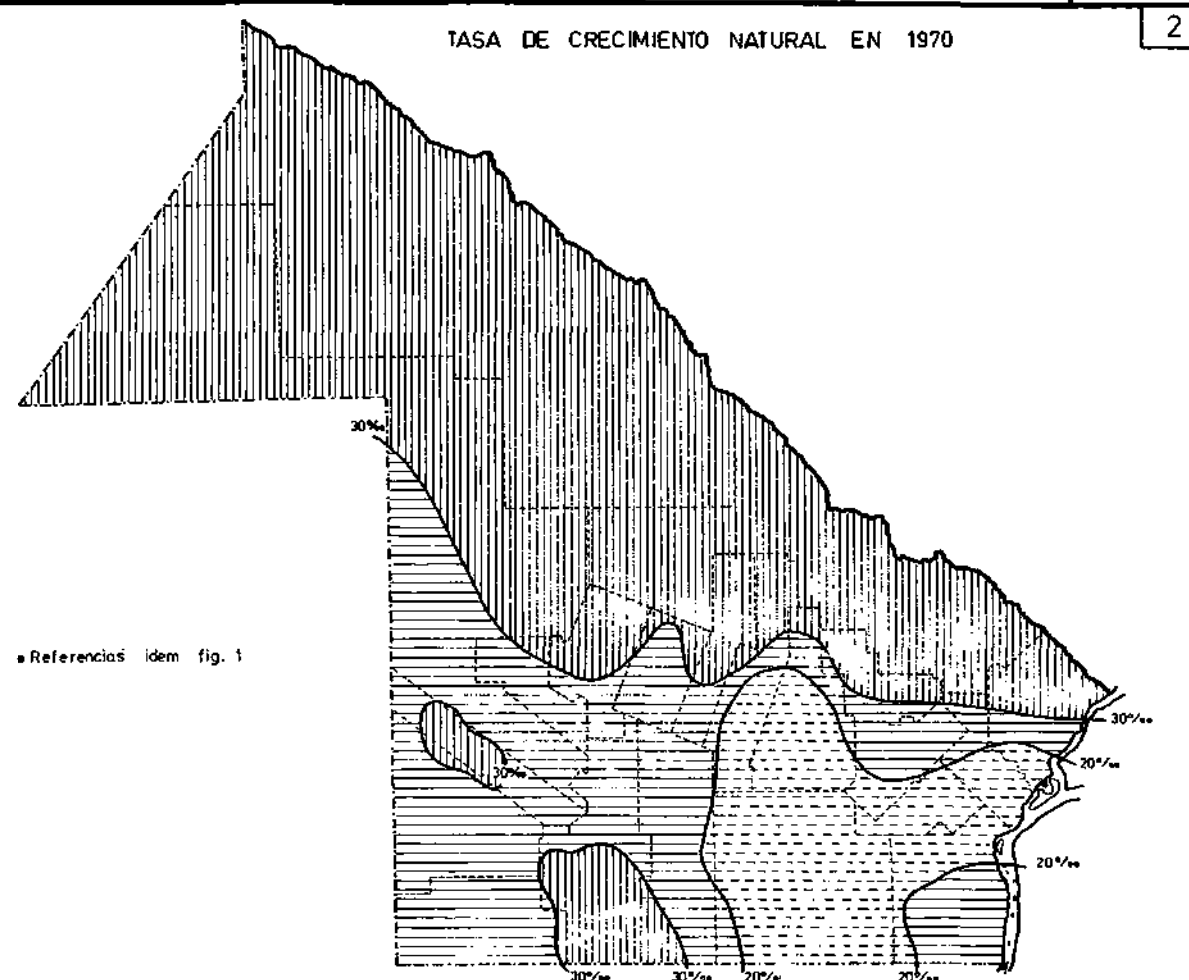 2
TASA DE CRECIMIENTO NATURAL EN 1970
30‰
Referencias idem fig. 1
30‰
20‰
30‰
20‰
30‰ 30‰ 20‰ 20‰